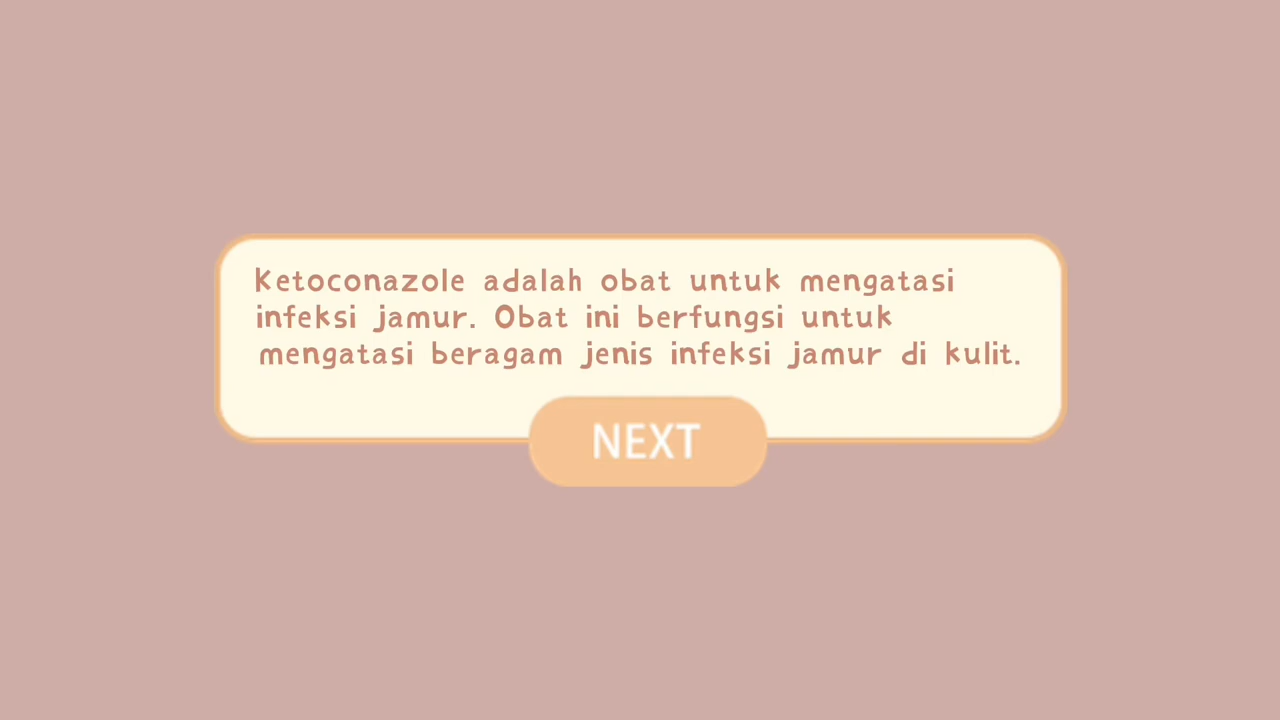 Ketoconazole adalah obat untuk mengatasi
infeksi jamur. Obat ini berfungsi untuk
mengatasi beragam jenis infeksi jamur di kulit.
NEXT